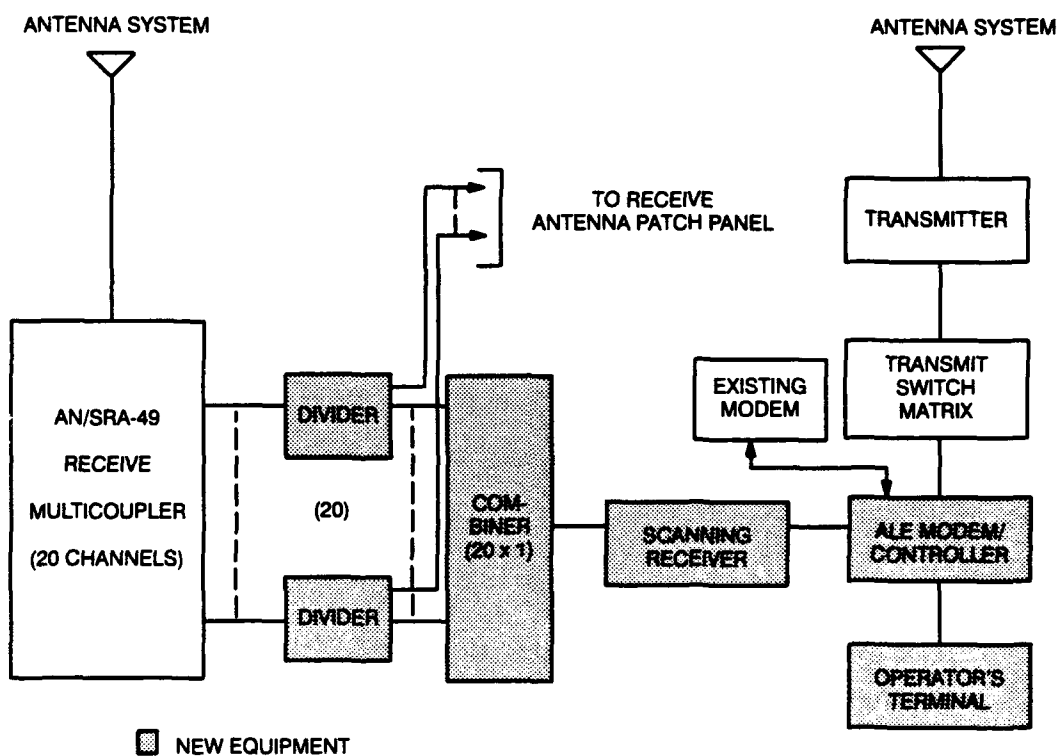 ANTENNA SYSTEM
ANTENNA SYSTEM
TO RECEIVE
ANTENNA PATCH PANEL
TRANSMITTER
AN/SRA-49
RECEIVE
MULTICOUPLER
(20 CHANNELS)
DIVIDER
(20)
DIVIDER
COM-
BINER
(20 x 1)
SCANNING
RECEIVER
EXISTING
MODEM
TRANSMIT
SWITCH
MATRIX
ALE MODEM/
CONTROLLER
OPERATOR'S
TERMINAL
NEW EQUIPMENT